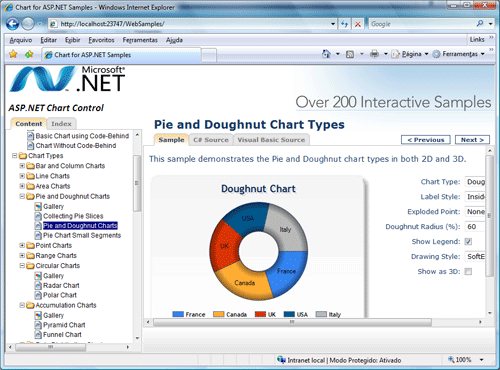 Chart for ASP.NET Samples - Windows Internet Explorer
http://localhost:23747/WebSamples/
Arquivo Editar Exibir Favoritos Ferramentas Ajuda
Links
Chart for ASP.NET Samples
Página
Ferramentas
Microsoft®
.NET
ASP.NET Chart Control
Over 200 Interactive Samples
Content Index
Basic Chart using Code-Behind
Chart Without Code-Behind
Chart Types
Bar and Column Charts
Line Charts
Area Charts
Pie and Doughnut Charts
Gallery
Collecting Pie Slices
Pie and Doughnut Charts
Pie Chart Small Segments
Point Charts
Range Charts
Circular Charts
Gallery
Radar Chart
Polar Chart
Accumulation Charts
Gallery
Pyramid Chart
Funnel Chart
Pie and Doughnut Chart Types
Sample C# Source Visual Basic Source
< Previous Next >
This sample demonstrates the Pie and Doughnut chart types in both 2D and 3D.
Doughnut Chart
USA
Italy
UK
France
Canada
France Canada UK USA Italy
Chart Type: Doug
Label Style: Insid
Exploded Point: None
Doughnut Radius (%): 60
Show Legend:
Drawing Style: SoftE
Show as 3D:
Intranet local | Modo Protegido: Ativado
100%